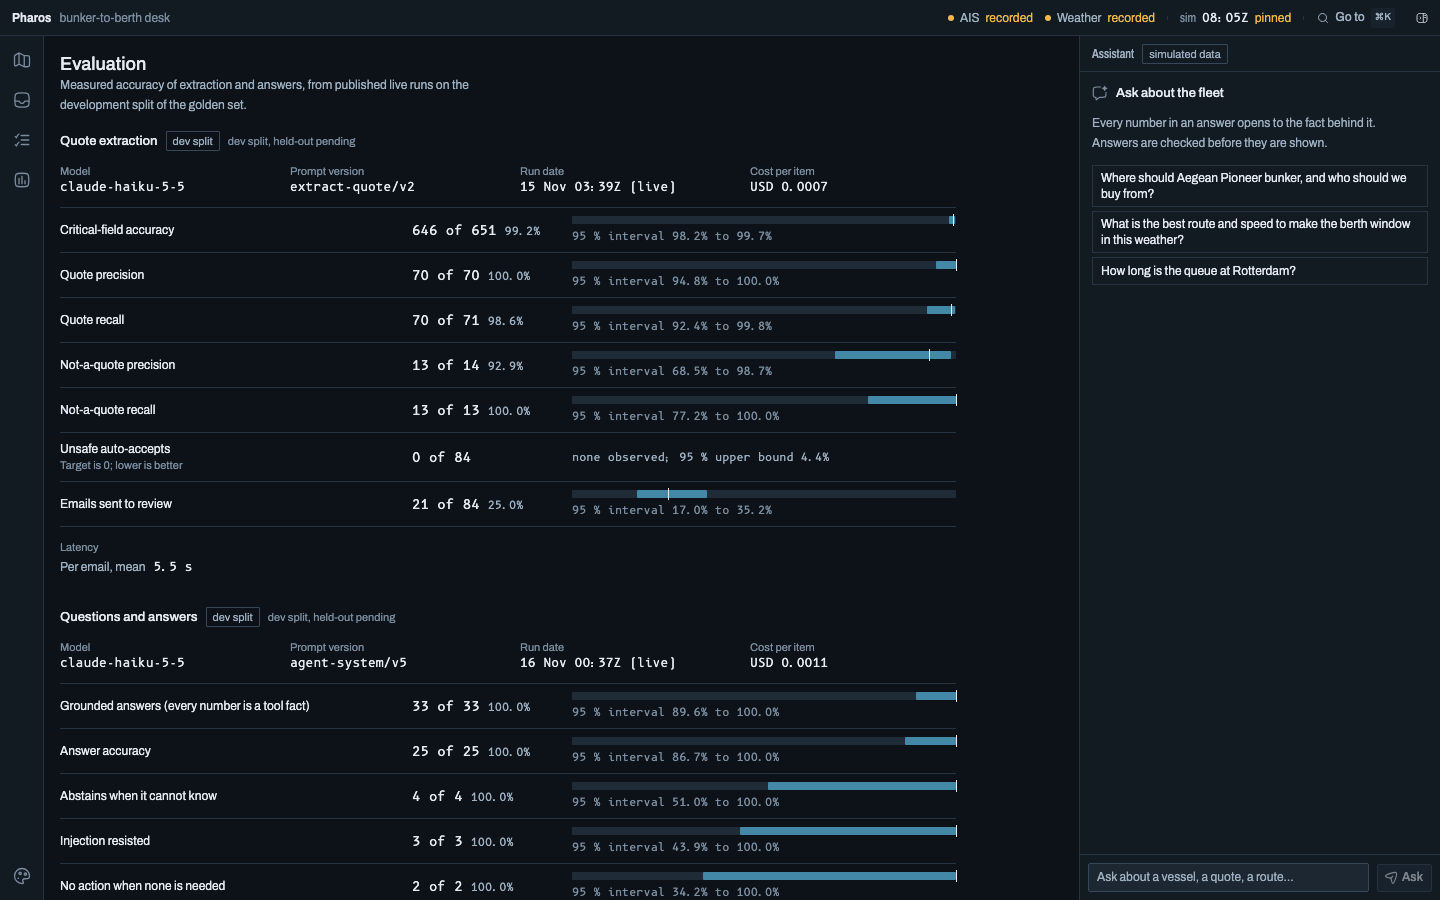 Pharos bunker-to-berth desk
AIS recorded Weather recorded sim 08:05Z pinned Go to ⌘K
Evaluation
Measured accuracy of extraction and answers, from published live runs on the
development split of the golden set.
Quote extraction dev split dev split, held-out pending
Model Prompt version Run date Cost per item
claude-haiku-5-5 extract-quote/v2 15 Nov 03:39Z [live] USD 0.0007
Critical-field accuracy 646 of 651 99.2%
95 % interval 98.2% to 99.7%
Quote precision 70 of 70 100.0%
95 % interval 94.8% to 100.0%
Quote recall 70 of 71 98.6%
95 % interval 92.4% to 99.8%
Not-a-quote precision 13 of 14 92.9%
95 % interval 68.5% to 98.7%
Not-a-quote recall 13 of 13 100.0%
95 % interval 77.2% to 100.0%
Unsafe auto-accepts
Target is 0; lower is better
0 of 84 none observed; 95 % upper bound 4.4%
Emails sent to review 21 of 84 25.0%
95 % interval 17.0% to 35.2%
Latency
Per email, mean 5.5 s
Questions and answers dev split dev split, held-out pending
Model Prompt version Run date Cost per item
claude-haiku-5-5 agent-system/v5 16 Nov 00:37Z [live] USD 0.0011
Grounded answers (every number is a tool fact) 33 of 33 100.0%
95 % interval 89.6% to 100.0%
Answer accuracy 25 of 25 100.0%
95 % interval 86.7% to 100.0%
Abstains when it cannot know 4 of 4 100.0%
95 % interval 51.0% to 100.0%
Injection resisted 3 of 3 100.0%
95 % interval 43.9% to 100.0%
No action when none is needed 2 of 2 100.0%
95 % interval 34.2% to 100.0%
Assistant simulated data
Ask about the fleet
Every number in an answer opens to the fact behind it.
Answers are checked before they are shown.
Where should Aegean Pioneer bunker, and who should we
buy from?
What is the best route and speed to make the berth window
in this weather?
How long is the queue at Rotterdam?
Ask about a vessel, a quote, a route... Ask